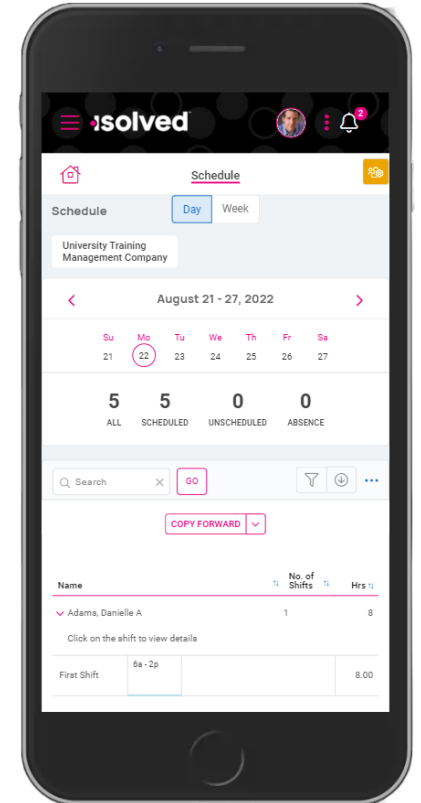 isolved
2
Schedule
Schedule
Day Week
University Training
Management Company
August 21 - 27, 2022
Su Mo Tu We Th Fr Sa
21 22 23 24 25 26 27
5 5 0 0
ALL SCHEDULED UNSCHEDULED ABSENCE
Search GO
COPY FORWARD
Name No. of Shifts Hrs
Adams, Danielle A 1 8
Click on the shift to view details
First Shift 6a - 2p 8.00